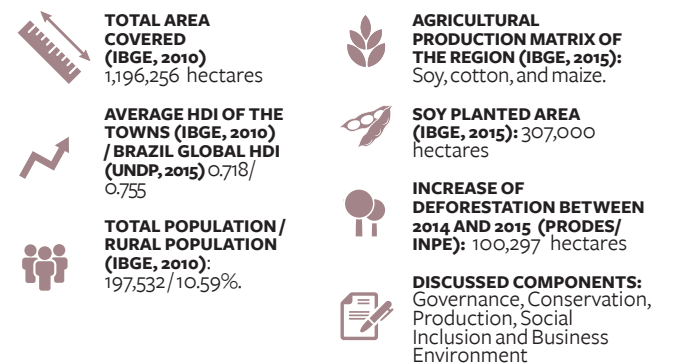 TOTAL AREA
COVERED
(IBGE, 2010)
1,196,256 hectares
AVERAGE HDI OF THE
TOWNS (IBGE, 2010)
/ BRAZIL GLOBAL HDI
(UNDP, 2015) 0.718/
0.755
TOTAL POPULATION /
RURAL POPULATION
(IBGE, 2010):
197,532 / 10.59%.
AGRICULTURAL
PRODUCTION MATRIX OF
THE REGION (IBGE, 2015):
Soy, cotton, and maize.
SOY PLANTED AREA
(IBGE, 2015): 307,000
hectares
INCREASE OF
DEFORESTATION BETWEEN
2014 AND 2015 (PRODES/
INPE): 100,297 hectares
DISCUSSED COMPONENTS:
Governance, Conservation,
Production, Social
Inclusion and Business
Environment